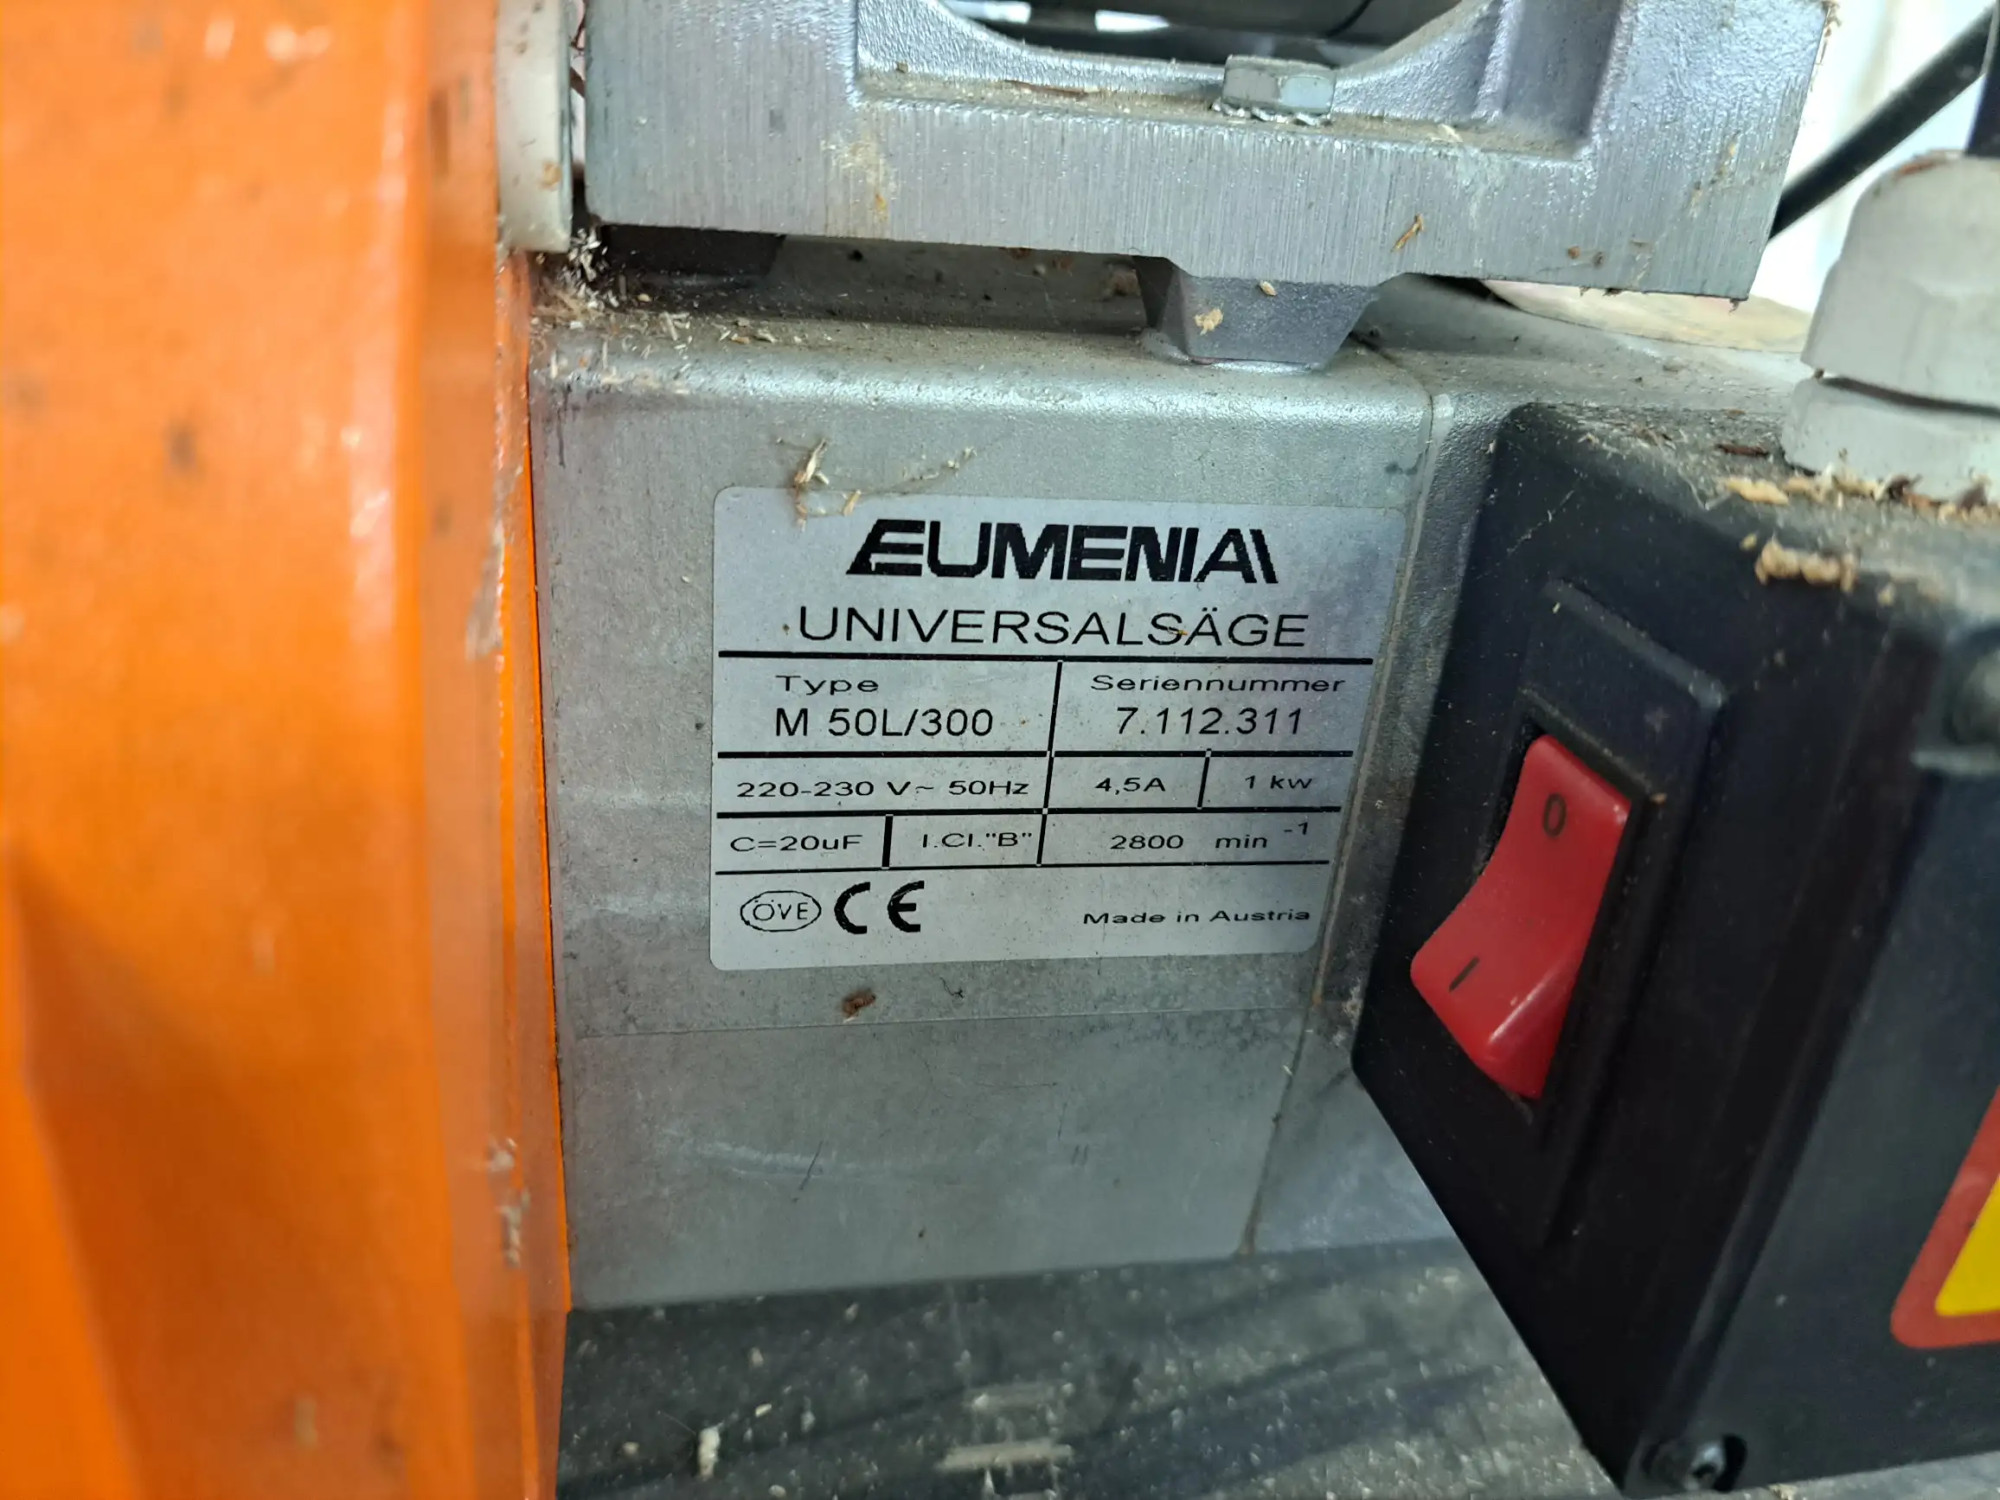 EUMENIA
UNIVERSALSÄGE
Type
M 50L/300
Seriennummer
7.112.311
220-230 V~ 50Hz
4,5A
1 kw
C=20uF
I.Cl."B"
2800 min⁻¹
ÖVE CE
Made in Austria
0
I